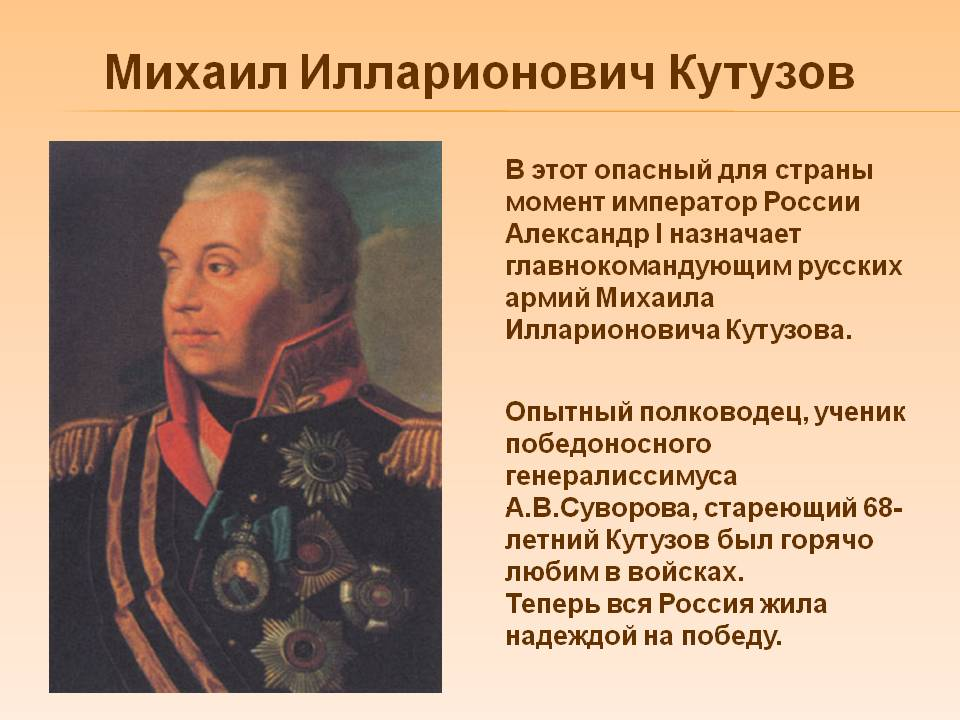 Михаил Илларионович Кутузов
В этот опасный для страны
момент император России
Александр I назначает
главнокомандующим русских
армий Михаила
Илларионовича Кутузова.
Опытный полководец, ученик
победоносного
генералиссимуса
А.В.Суворова, стареющий 68-
летний Кутузов был горячо
любим в войсках.
Теперь вся Россия жила
надеждой на победу.